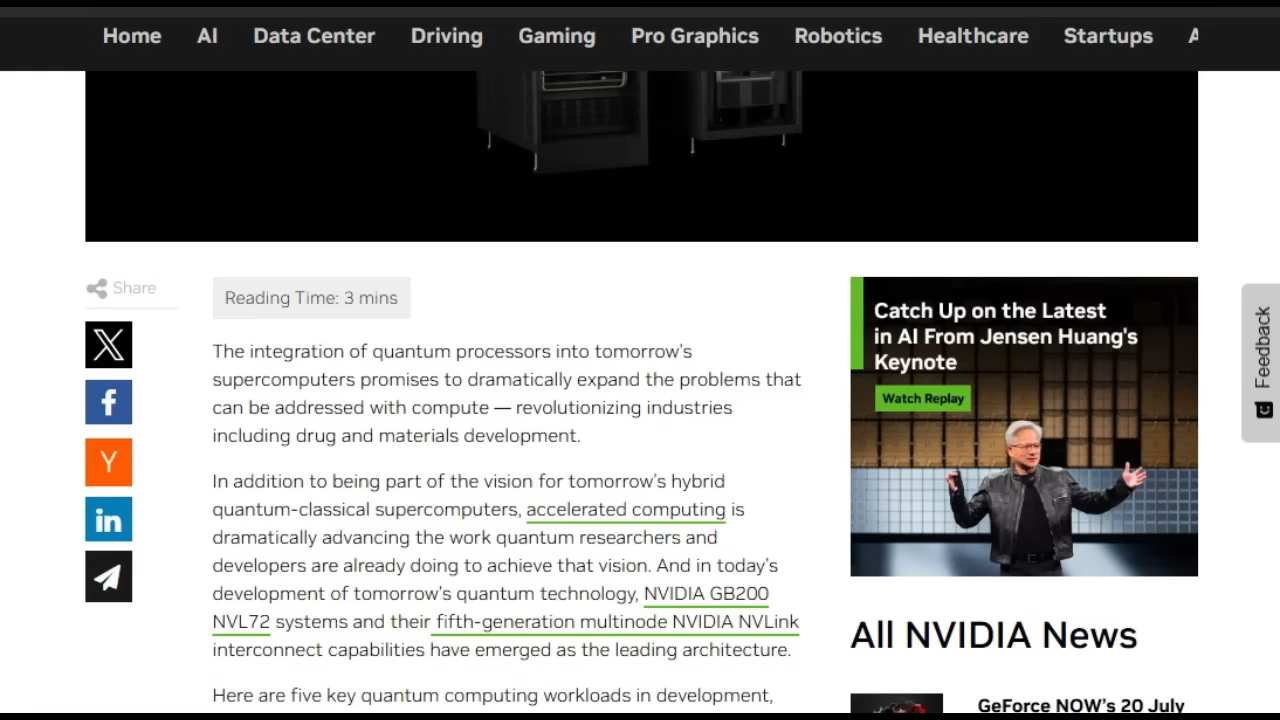 Home AI Data Center Driving Gaming Pro Graphics Robotics Healthcare Startups
Share
Reading Time: 3 mins
The integration of quantum processors into tomorrow's
supercomputers promises to dramatically expand the problems that
can be addressed with compute — revolutionizing industries
including drug and materials development.
In addition to being part of the vision for tomorrow's hybrid
quantum-classical supercomputers, accelerated computing is
dramatically advancing the work quantum researchers and
developers are already doing to achieve that vision. And in today's
development of tomorrow's quantum technology, NVIDIA GB200
NVL72 systems and their fifth-generation multinode NVIDIA NVLink
interconnect capabilities have emerged as the leading architecture.
Here are five key quantum computing workloads in development,
Catch Up on the Latest
in AI From Jensen Huang's
Keynote
Watch Replay
All NVIDIA News
GeForce NOW's 20 July
Feedback